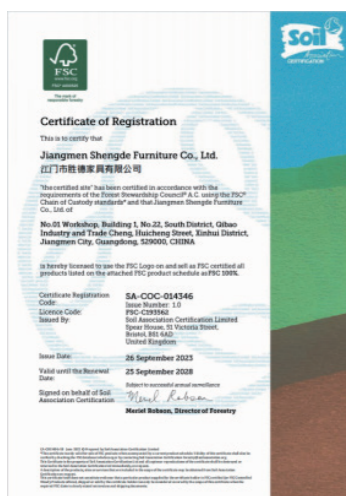 FSC
Soil
Association
CERTIFICATION
The mark of
responsible forestry
Certificate of Registration
This is to certify that
Jiangmen Shengde Furniture Co., Ltd.
江门市胜德家具有限公司
"the certified site" has been certified in accordance with the
requirements of the Forest Stewardship Council® A.C. using the FSC®
Chain of Custody standards* and that Jiangmen Shengde Furniture
Co., Ltd. of
No.01 Workshop, Building 1, No.22, South District, Qibao
Industry and Trade Cheng, Huicheng Street, Xinhui District,
Jiangmen City, Guangdong, 529000, CHINA
is hereby licensed to use the FSC Logo on and sell as FSC certified all
products listed on the attached FSC product schedule as FSC 100%.
Certificate Registration SA-COC-014346
Code: Issue Number: 1.0
Licence Code: FSC-C193562
Issued By: Soil Association Certification Limited
Spear House, 51 Victoria Street,
Bristol, BS1 6AD
United Kingdom
Issue Date: 26 September 2023
Valid until the Renewal 25 September 2028
Date:
Subject to successful annual surveillance
Signed on behalf of Soil
Association Certification
Meriel Robson, Director of Forestry